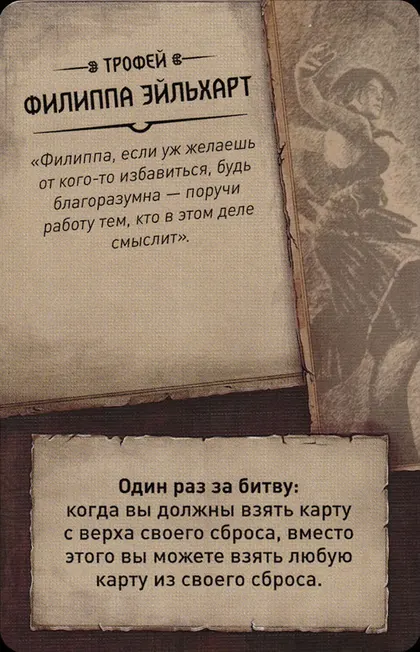 ТРОФЕЙ
ФИЛИППА ЭЙЛЬХАРТ
«Филиппа, если уж желаешь
от кого-то избавиться, будь
благоразумна — поручи
работу тем, кто в этом деле
смыслит».
Один раз за битву:
когда вы должны взять карту
с верха своего сброса, вместо
этого вы можете взять любую
карту из своего сброса.